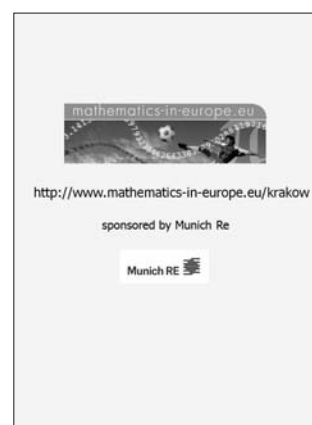 mathematics-in-europe.eu
http://www.mathematics-in-europe.eu/krakow
sponsored by Munich Re
Munich RE